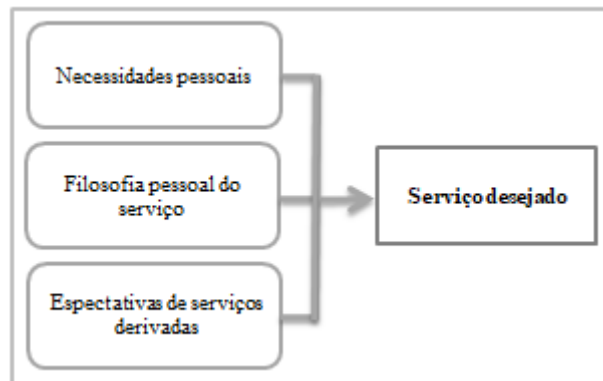 Necessidades pessoais
Filosofia pessoal do
serviço
Espectativas de serviços
derivadas
Serviço desejado